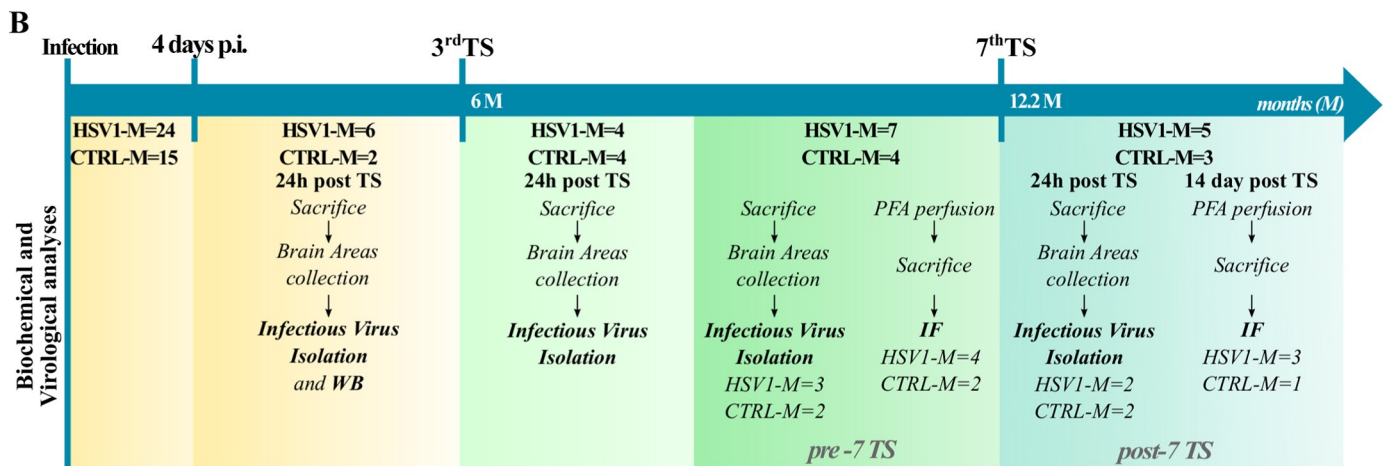 B
Infection
4 days p.i.
3rdTS
7thTS
6 M
12.2 M
months (M)
Biochemical and
Virological analyses
HSV1-M=24
CTRL-M=15
HSV1-M=6
CTRL-M=2
24h post TS
Sacrifice
Brain Areas
collection
Infectious Virus
Isolation
and WB
HSV1-M=4
CTRL-M=4
24h post TS
Sacrifice
Brain Areas
collection
Infectious Virus
Isolation
HSV1-M=7
CTRL-M=4
Sacrifice
Brain Areas
collection
Infectious Virus
Isolation
HSV1-M=3
CTRL-M=2
PFA perfusion
Sacrifice
IF
HSV1-M=4
CTRL-M=2
pre -7 TS
HSV1-M=5
CTRL-M=3
24h post TS
Sacrifice
Brain Areas
collection
Infectious Virus
Isolation
HSV1-M=2
CTRL-M=2
14 day post TS
PFA perfusion
Sacrifice
IF
HSV1-M=3
CTRL-M=1
post-7 TS